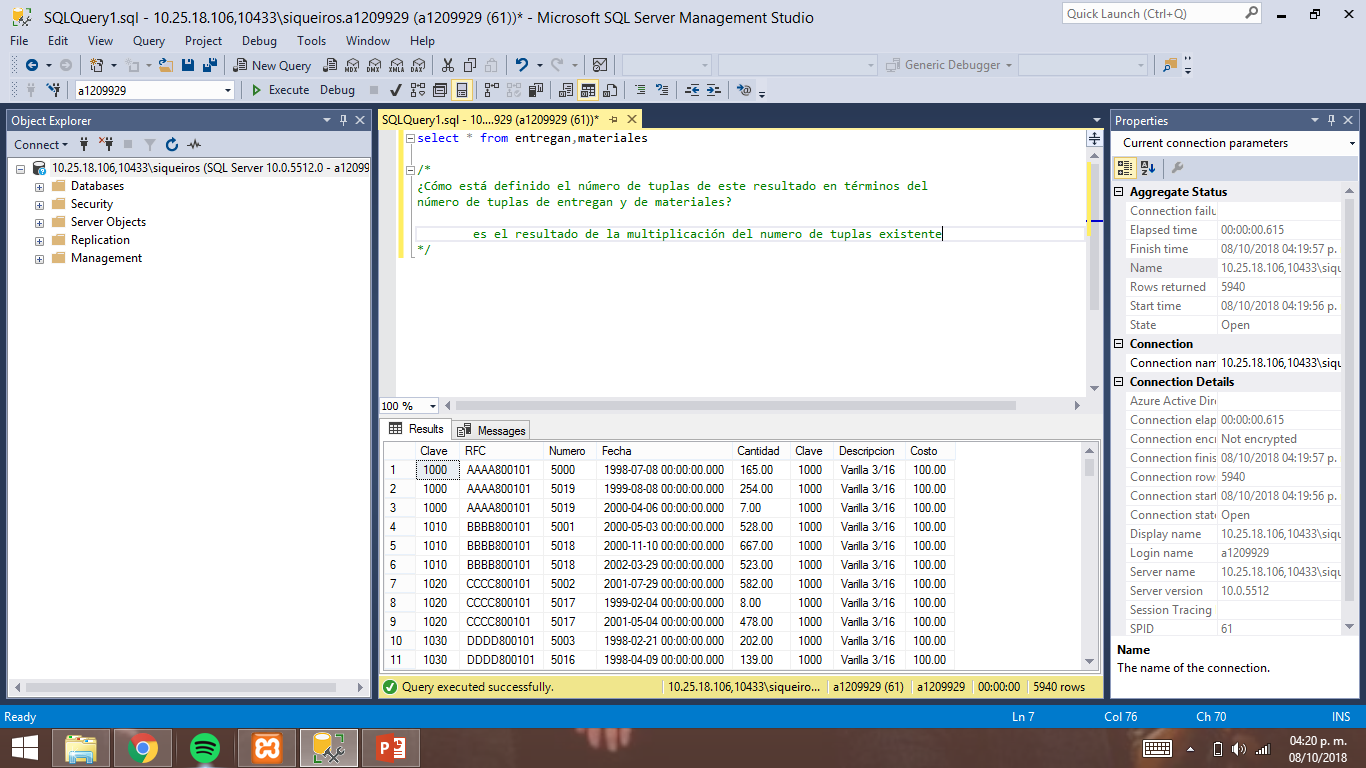 SQLQuery1.sql - 10.25.18.106,10433\siqueiros.a1209929 (a1209929 (61))* - Microsoft SQL Server Management Studio
Quick Launch (Ctrl+Q)
File Edit View Query Project Debug Tools Window Help
New Query MDX DMX XMLA DAX Generic Debugger
a1209929 Execute Debug
Object Explorer
Connect
10.25.18.106,10433\siqueiros (SQL Server 10.0.5512.0 - a12099
Databases
Security
Server Objects
Replication
Management
SQLQuery1.sql - 10....929 (a1209929 (61))*
select * from entregan,materiales
/*
¿Cómo está definido el número de tuplas de este resultado en términos del
número de tuplas de entregan y de materiales?
es el resultado de la multiplicación del numero de tuplas existente
*/
100 %
Results Messages
Clave RFC Numero Fecha Cantidad Clave Descripcion Costo
1 1000 AAAA800101 5000 1998-07-08 00:00:00.000 165.00 1000 Varilla 3/16 100.00
2 1000 AAAA800101 5019 1999-08-08 00:00:00.000 254.00 1000 Varilla 3/16 100.00
3 1000 AAAA800101 5019 2000-04-06 00:00:00.000 7.00 1000 Varilla 3/16 100.00
4 1010 BBBB800101 5001 2000-05-03 00:00:00.000 528.00 1000 Varilla 3/16 100.00
5 1010 BBBB800101 5018 2000-11-10 00:00:00.000 667.00 1000 Varilla 3/16 100.00
6 1010 BBBB800101 5018 2002-03-29 00:00:00.000 523.00 1000 Varilla 3/16 100.00
7 1020 CCCC800101 5002 2001-07-29 00:00:00.000 582.00 1000 Varilla 3/16 100.00
8 1020 CCCC800101 5017 1999-02-04 00:00:00.000 8.00 1000 Varilla 3/16 100.00
9 1020 CCCC800101 5017 2001-05-04 00:00:00.000 478.00 1000 Varilla 3/16 100.00
10 1030 DDDD800101 5003 1998-02-21 00:00:00.000 202.00 1000 Varilla 3/16 100.00
11 1030 DDDD800101 5016 1998-04-09 00:00:00.000 139.00 1000 Varilla 3/16 100.00
Query executed successfully. 10.25.18.106,10433\siqueiro... a1209929 (61) a1209929 00:00:00 5940 rows
Properties
Current connection parameters
Aggregate Status
Connection failu
Elapsed time 00:00:00.615
Finish time 08/10/2018 04:19:57 p.
Name 10.25.18.106,10433\siqu
Rows returned 5940
Start time 08/10/2018 04:19:56 p.
State Open
Connection
Connection nam 10.25.18.106,10433\siqu
Connection Details
Azure Active Dir
Connection elap 00:00:00.615
Connection encr Not encrypted
Connection finis 08/10/2018 04:19:57 p.
Connection row 5940
Connection start 08/10/2018 04:19:56 p.
Connection stat Open
Display name 10.25.18.106,10433\siqu
Login name a1209929
Server name 10.25.18.106,10433\siqu
Server version 10.0.5512
Session Tracing
SPID 61
Name
The name of the connection.
Ready Ln 7 Col 76 Ch 70 INS
04:20 p. m.
08/10/2018